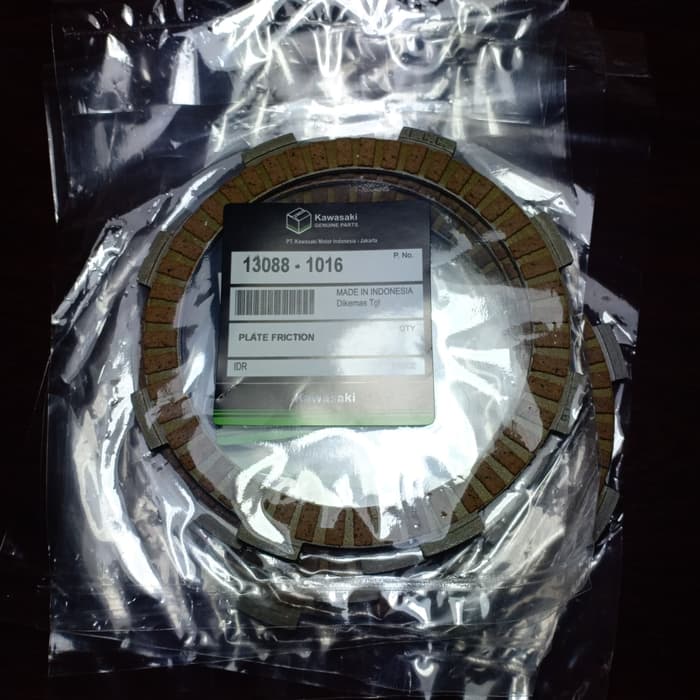 Kawasaki
GENUINE PARTS
PT. Kawasaki Motor Indonesia - Jakarta
P. No.
13088 - 1016
MADE IN INDONESIA
Dikemas Tgl
QTY
PLATE FRICTION
IDR
Kawasaki